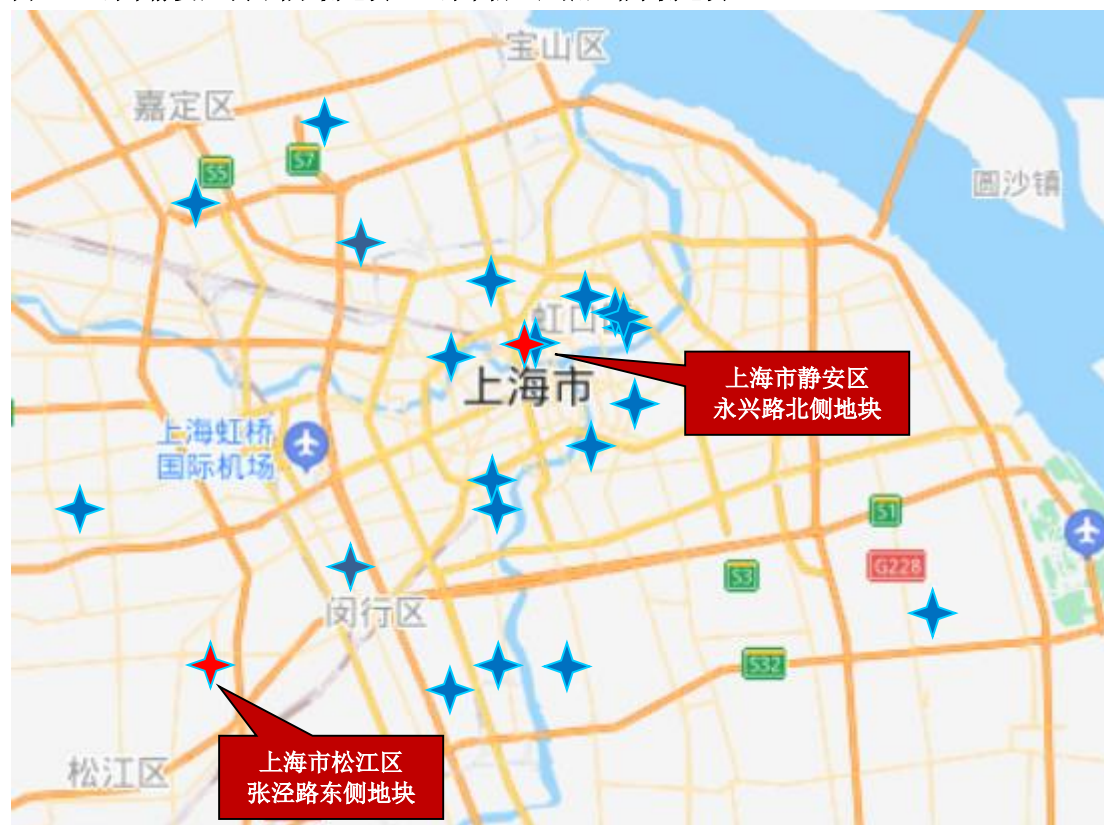 宝山区
嘉定区
S5
S7
圆沙镇
虹口
上海市
上海市静安区
永兴路北侧地块
上海虹桥
国际机场
S1
G228
S3
闵行区
S32
松江区
上海市松江区
张泾路东侧地块